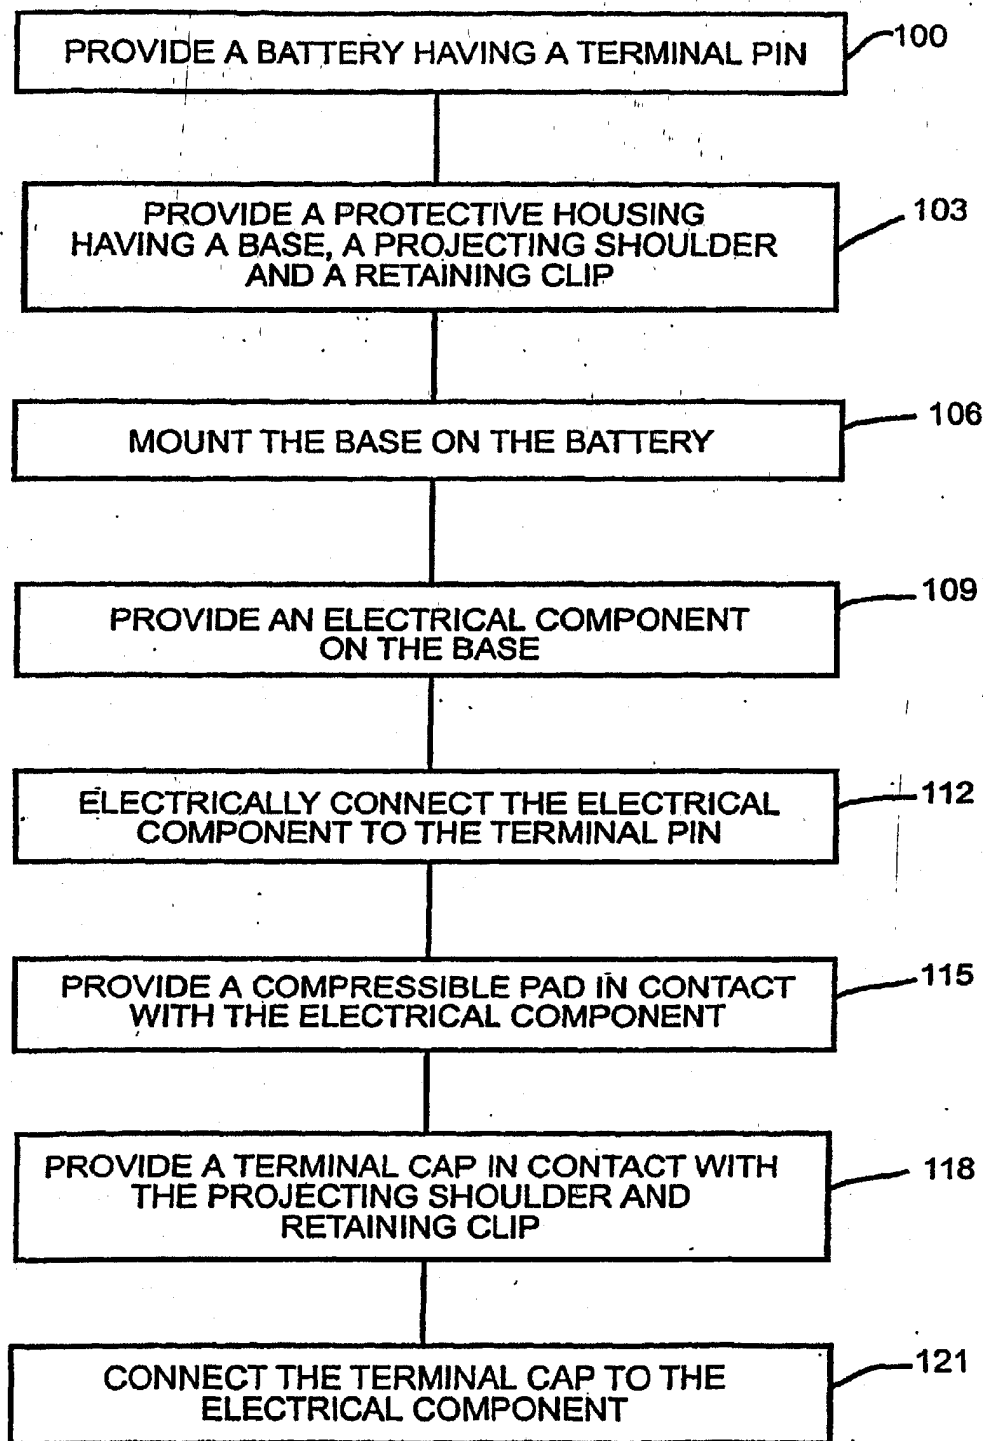 PROVIDE A BATTERY HAVING A TERMINAL PIN
100
PROVIDE A PROTECTIVE HOUSING
HAVING A BASE, A PROJECTING SHOULDER
AND A RETAINING CLIP
103
MOUNT THE BASE ON THE BATTERY
106
PROVIDE AN ELECTRICAL COMPONENT
ON THE BASE
109
ELECTRICALLY CONNECT THE ELECTRICAL
COMPONENT TO THE TERMINAL PIN
112
PROVIDE A COMPRESSIBLE PAD IN CONTACT
WITH THE ELECTRICAL COMPONENT
115
PROVIDE A TERMINAL CAP IN CONTACT WITH
THE PROJECTING SHOULDER AND
RETAINING CLIP
118
CONNECT THE TERMINAL CAP TO THE
ELECTRICAL COMPONENT
121